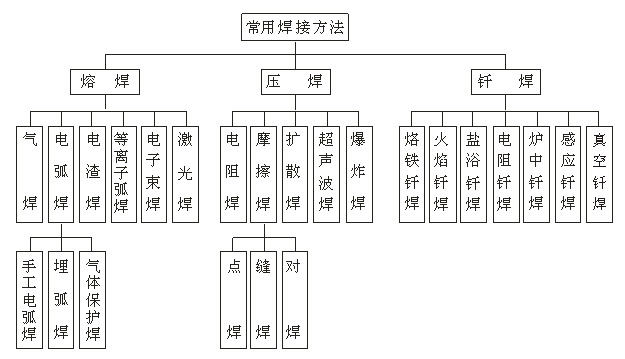 常用焊接方法
熔 焊
压 焊
钎 焊
气焊
电弧焊
电渣焊
等离子弧焊
电子束焊
激光焊
电阻焊
摩擦焊
扩散焊
超声波焊
爆炸焊
烙铁钎焊
火焰钎焊
盐浴钎焊
电阻钎焊
炉中钎焊
感应钎焊
真空钎焊
手工电弧焊
埋弧焊
气体保护焊
点焊
缝焊
对焊